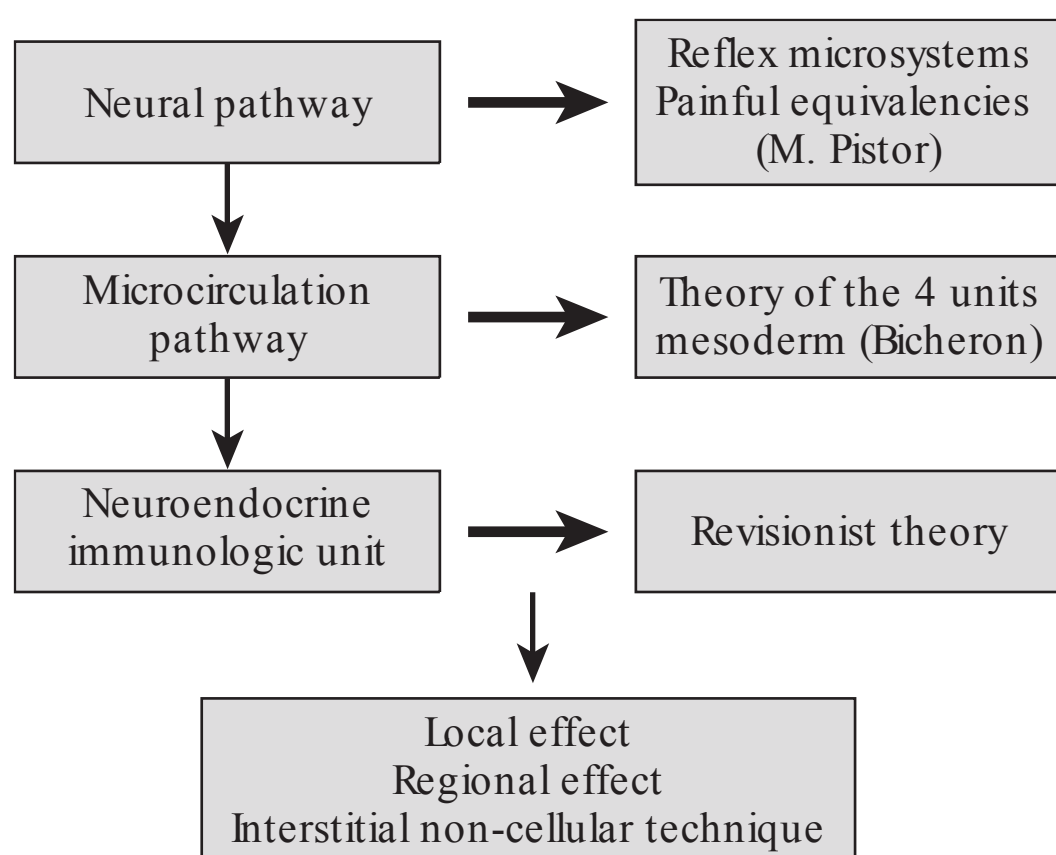 Neural pathway
Reflex microsystems
Painful equivalencies
(M. Pistor)
Microcirculation
pathway
Theory of the 4 units
mesoderm (Bicheron)
Neuroendocrine
immunologic unit
Revisionist theory
Local effect
Regional effect
Interstitial non-cellular technique